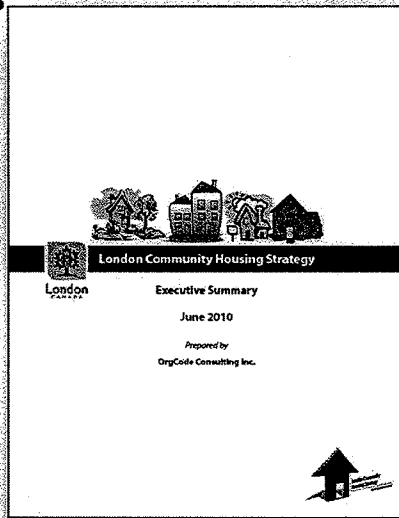 London Community Housing Strategy
London
CANADA
Executive Summary
June 2010
Prepared by
OrgCode Consulting Inc.